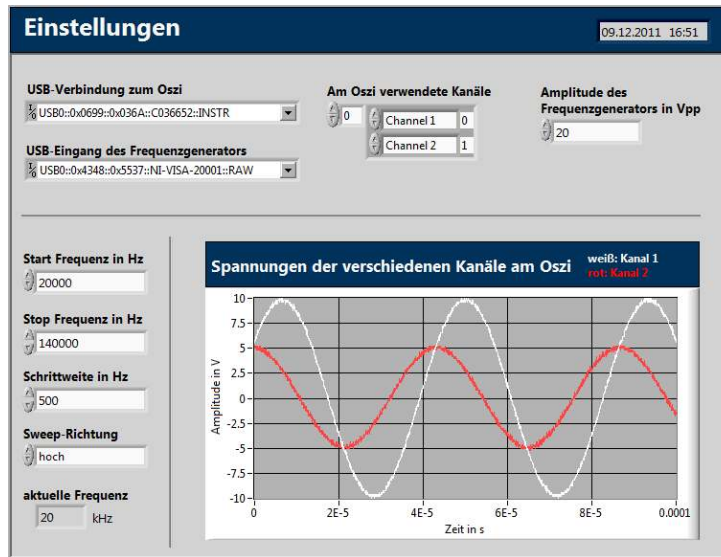 Einstellungen
09.12.2011 16:51
USB-Verbindung zum Oszi
I/O USB0::0x0699::0x036A::C036652::INSTR
USB-Eingang des Frequenzgenerators
I/O USB0::0x4348::0x5537::NI-VISA-20001::RAW
Am Oszi verwendete Kanäle
0
Channel 1 0
Channel 2 1
Amplitude des
Frequenzgenerators in Vpp
20
Start Frequenz in Hz
20000
Stop Frequenz in Hz
140000
Schrittweite in Hz
500
Sweep-Richtung
hoch
aktuelle Frequenz
20 kHz
Spannungen der verschiedenen Kanäle am Oszi
weiß: Kanal 1
rot: Kanal 2
Amplitude in V
10
7.5
5
2.5
0
-2.5
-5
-7.5
-10
0 2E-5 4E-5 6E-5 8E-5 0.0001
Zeit in s